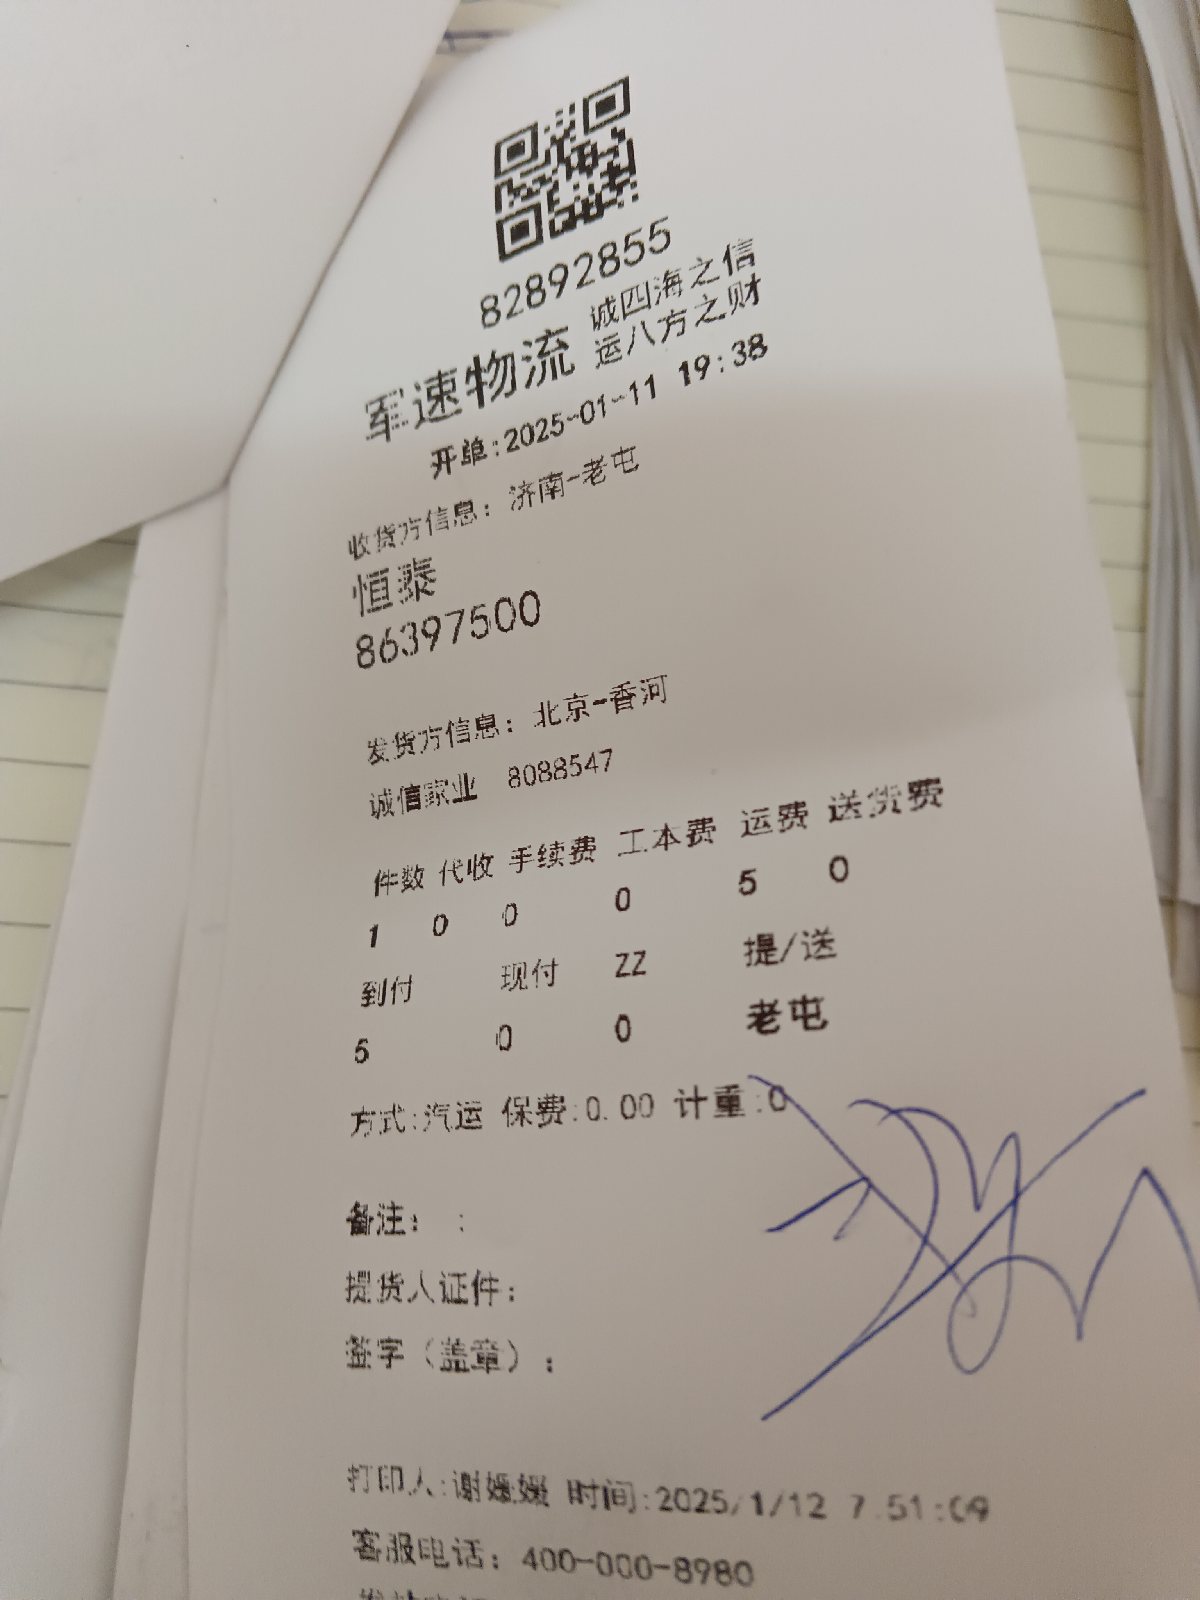 82892855
军速物流
诚四海之信
运八方之财
开单:2025-01-11 19:38
收货方信息: 济南-老屯
恒泰
86397500
发货方信息: 北京-香河
诚信家业 8088547
件数 代收 手续费 工本费 运费 送货费
1 0 0 0 5 0
到付 现付 ZZ 提/送
5 0 0 老屯
方式:汽运 保费:0.00 计重:0
备注: :
提货人证件:
签字(盖章):
打印人:谢媛媛 时间:2025/1/12 7:51:09
客服电话: 400-000-8980